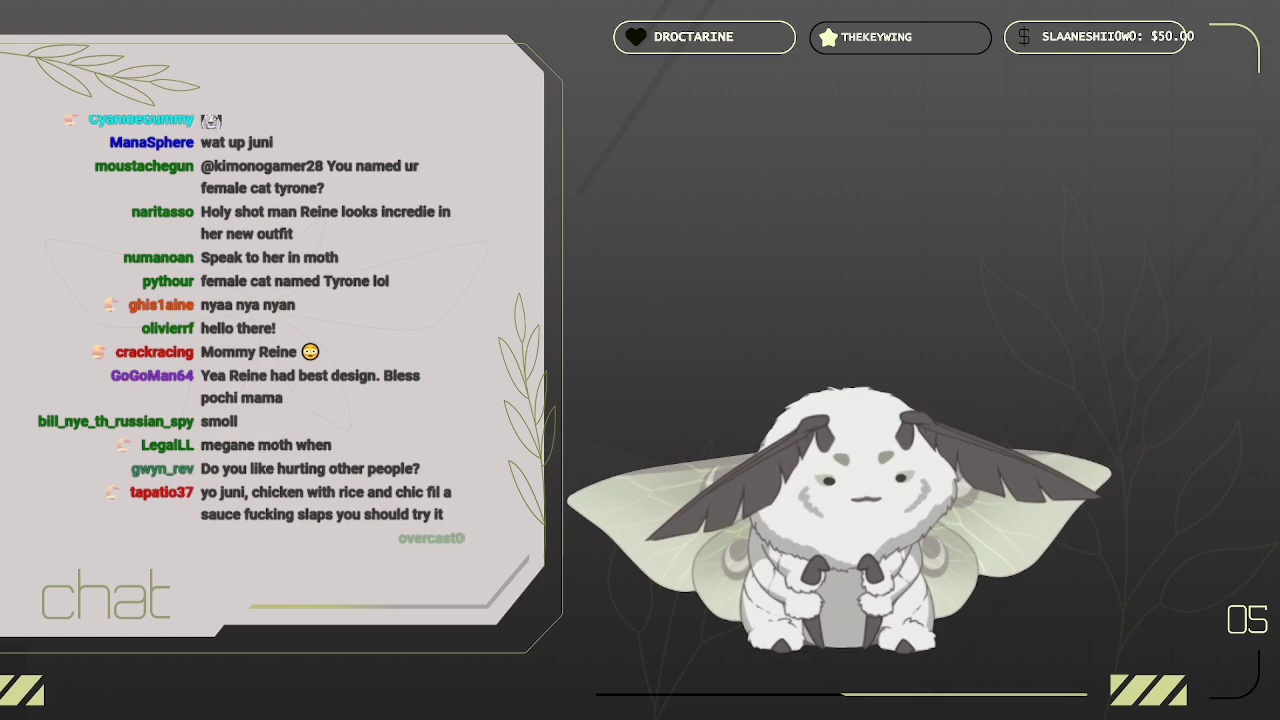 DROCTARINE
THEKEYWING
$ SLAANESHII0W0: $50.00
CyanideGummy
ManaSphere wat up juni
moustachegun @kimonogamer28 You named ur
female cat tyrone?
naritasso Holy shot man Reine looks incredie in
her new outfit
numanoan Speak to her in moth
pythour female cat named Tyrone lol
ghis1aine nyaa nya nyan
olivierrf hello there!
crackracing Mommy Reine 😳
GoGoMan64 Yea Reine had best design. Bless
pochi mama
bill_nye_th_russian_spy smoll
LegalLL megane moth when
gwyn_rev Do you like hurting other people?
tapatio37 yo juni, chicken with rice and chic fil a
sauce fucking slaps you should try it
chat
05